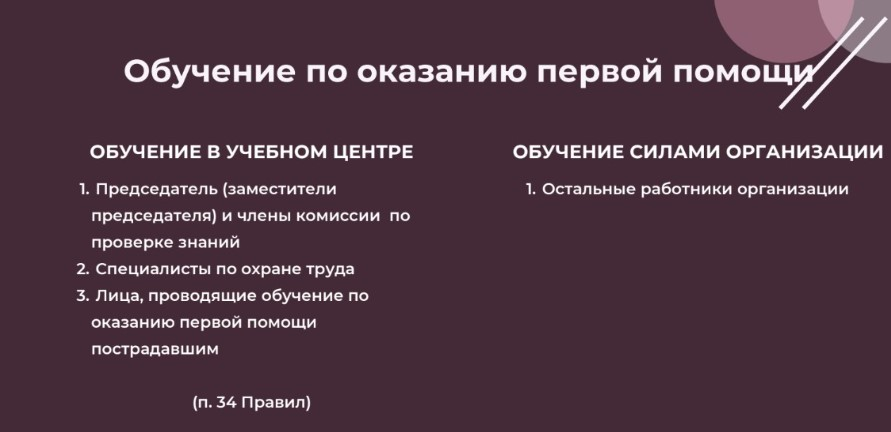 Обучение по оказанию первой помощи
ОБУЧЕНИЕ В УЧЕБНОМ ЦЕНТРЕ
1. Председатель (заместители
председателя) и члены комиссии по
проверке знаний
2. Специалисты по охране труда
3. Лица, проводящие обучение по
оказанию первой помощи
пострадавшим
(п. 34 Правил)
ОБУЧЕНИЕ СИЛАМИ ОРГАНИЗАЦИИ
1. Остальные работники организации